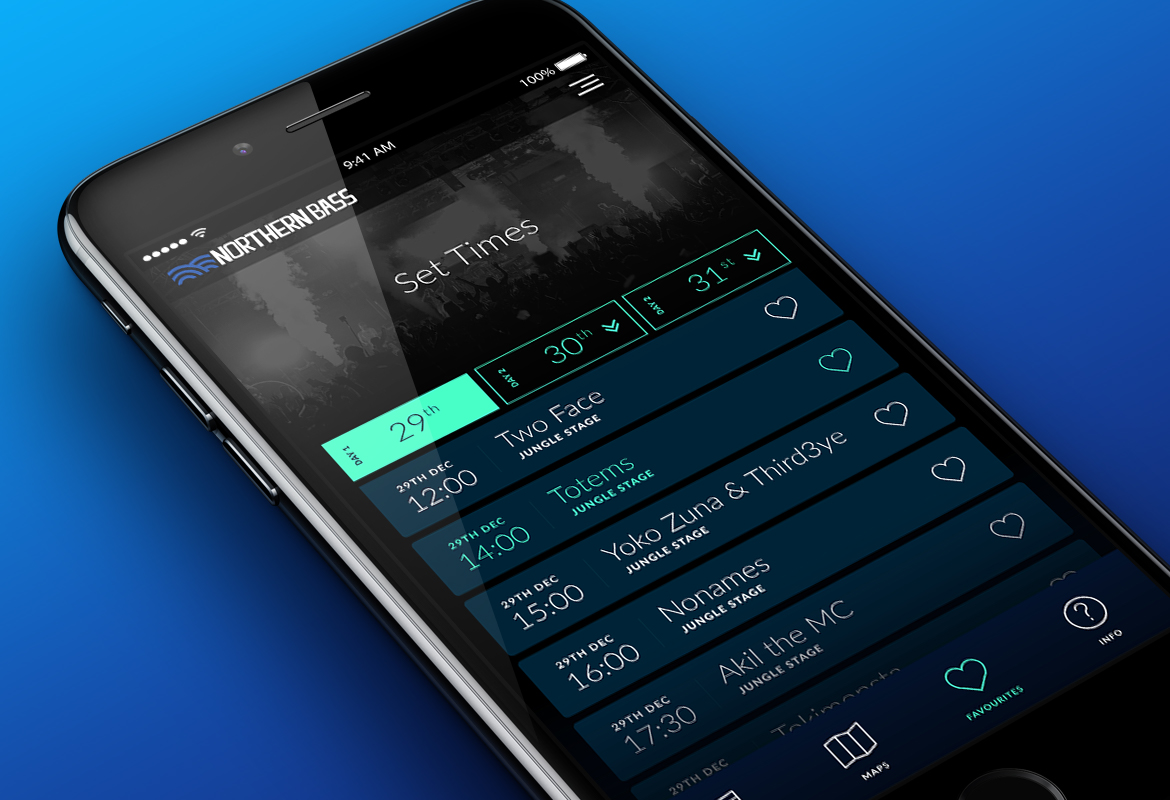 100%
9:41 AM
NORTHERN BASS
Set Times
DAY 1 29th
DAY 2 30th
DAY 2 31st
29TH DEC
12:00
Two Face
JUNGLE STAGE
29TH DEC
14:00
Totems
JUNGLE STAGE
29TH DEC
15:00
Yoko Zuna & Third3ye
JUNGLE STAGE
29TH DEC
16:00
Nonames
JUNGLE STAGE
29TH DEC
17:30
Akil the MC
JUNGLE STAGE
29TH DEC
MAPS
FAVOURITES
INFO